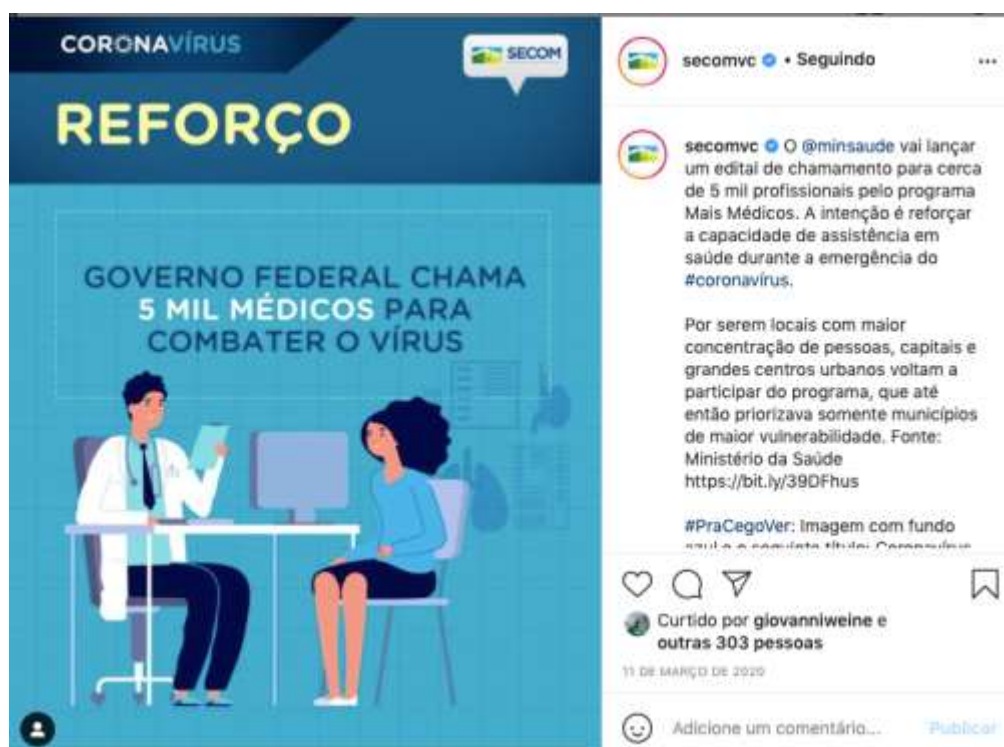 CORONAVÍRUS
SECOM
REFORÇO
GOVERNO FEDERAL CHAMA
5 MIL MÉDICOS PARA
COMBATER O VÍRUS
secomvc • Seguindo
secomvc O @minsaude vai lançar
um edital de chamamento para cerca
de 5 mil profissionais pelo programa
Mais Médicos. A intenção é reforçar
a capacidade de assistência em
saúde durante a emergência do
#coronavírus.
Por serem locais com maior
concentração de pessoas, capitais e
grandes centros urbanos voltam a
participar do programa, que até
então priorizava somente municípios
de maior vulnerabilidade. Fonte:
Ministério da Saúde
https://bit.ly/39DFhus
#PraCegoVer: Imagem com fundo
azul e o seguinte título: Coronavírus
Curtido por giovanniweine e
outras 303 pessoas
11 DE MARÇO DE 2020
Adicione um comentário... Publicar